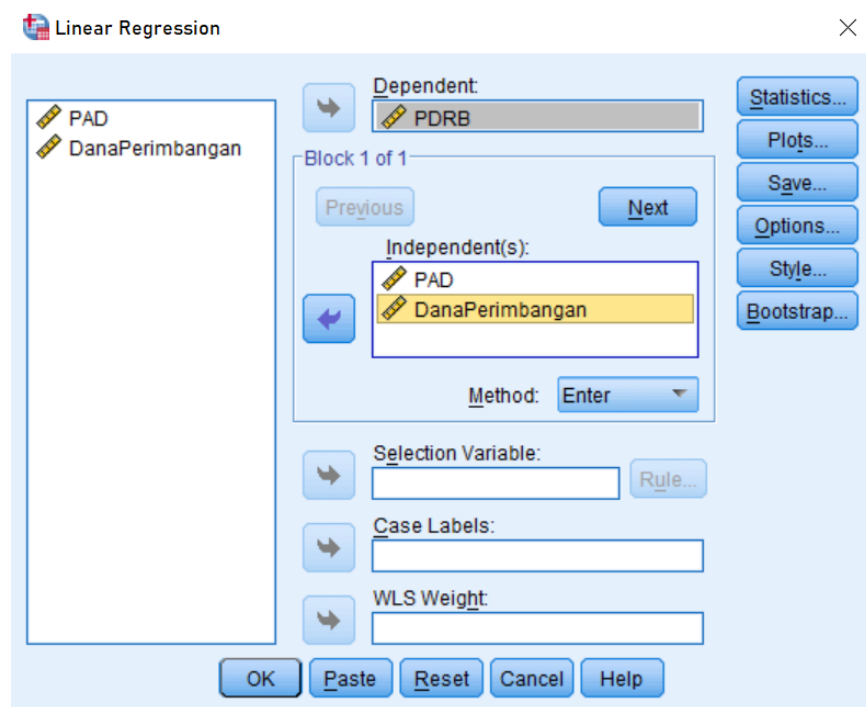 Linear Regression
PAD
DanaPerimbangan
Dependent:
PDRB
Block 1 of 1
Previous
Next
Independent(s):
PAD
DanaPerimbangan
Method: Enter
Selection Variable:
Rule...
Case Labels:
WLS Weight:
Statistics...
Plots...
Save...
Options...
Style...
Bootstrap...
OK Paste Reset Cancel Help